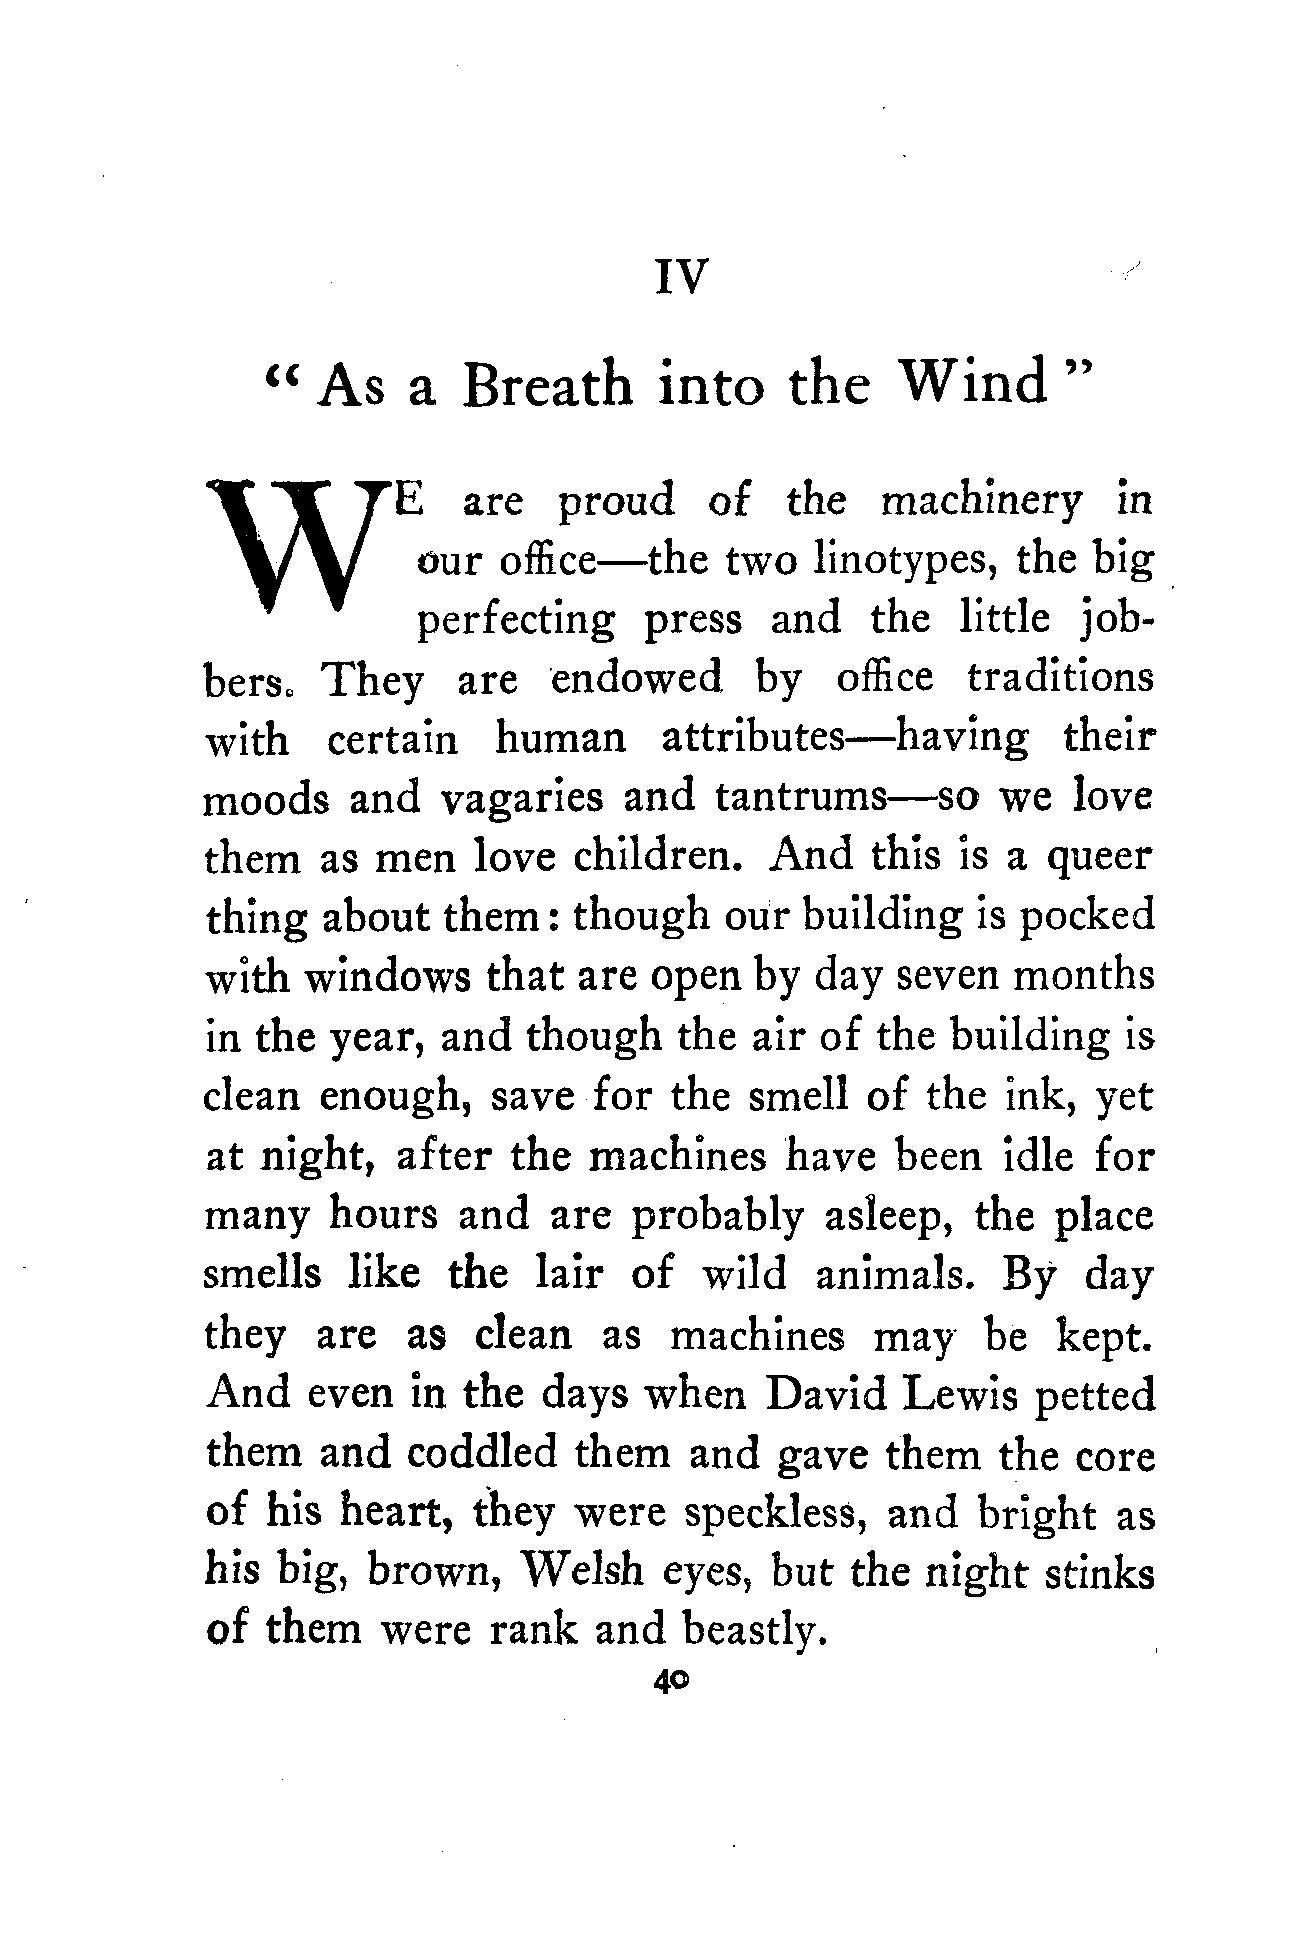 IV
“ As a Breath into the Wind ”
WE are proud of the machinery in
our office—the two linotypes, the big
perfecting press and the little job-
bers. They are endowed by office traditions
with certain human attributes—having their
moods and vagaries and tantrums—so we love
them as men love children. And this is a queer
thing about them: though our building is pocked
with windows that are open by day seven months
in the year, and though the air of the building is
clean enough, save for the smell of the ink, yet
at night, after the machines have been idle for
many hours and are probably asleep, the place
smells like the lair of wild animals. By day
they are as clean as machines may be kept.
And even in the days when David Lewis petted
them and coddled them and gave them the core
of his heart, they were speckless, and bright as
his big, brown, Welsh eyes, but the night stinks
of them were rank and beastly.
40